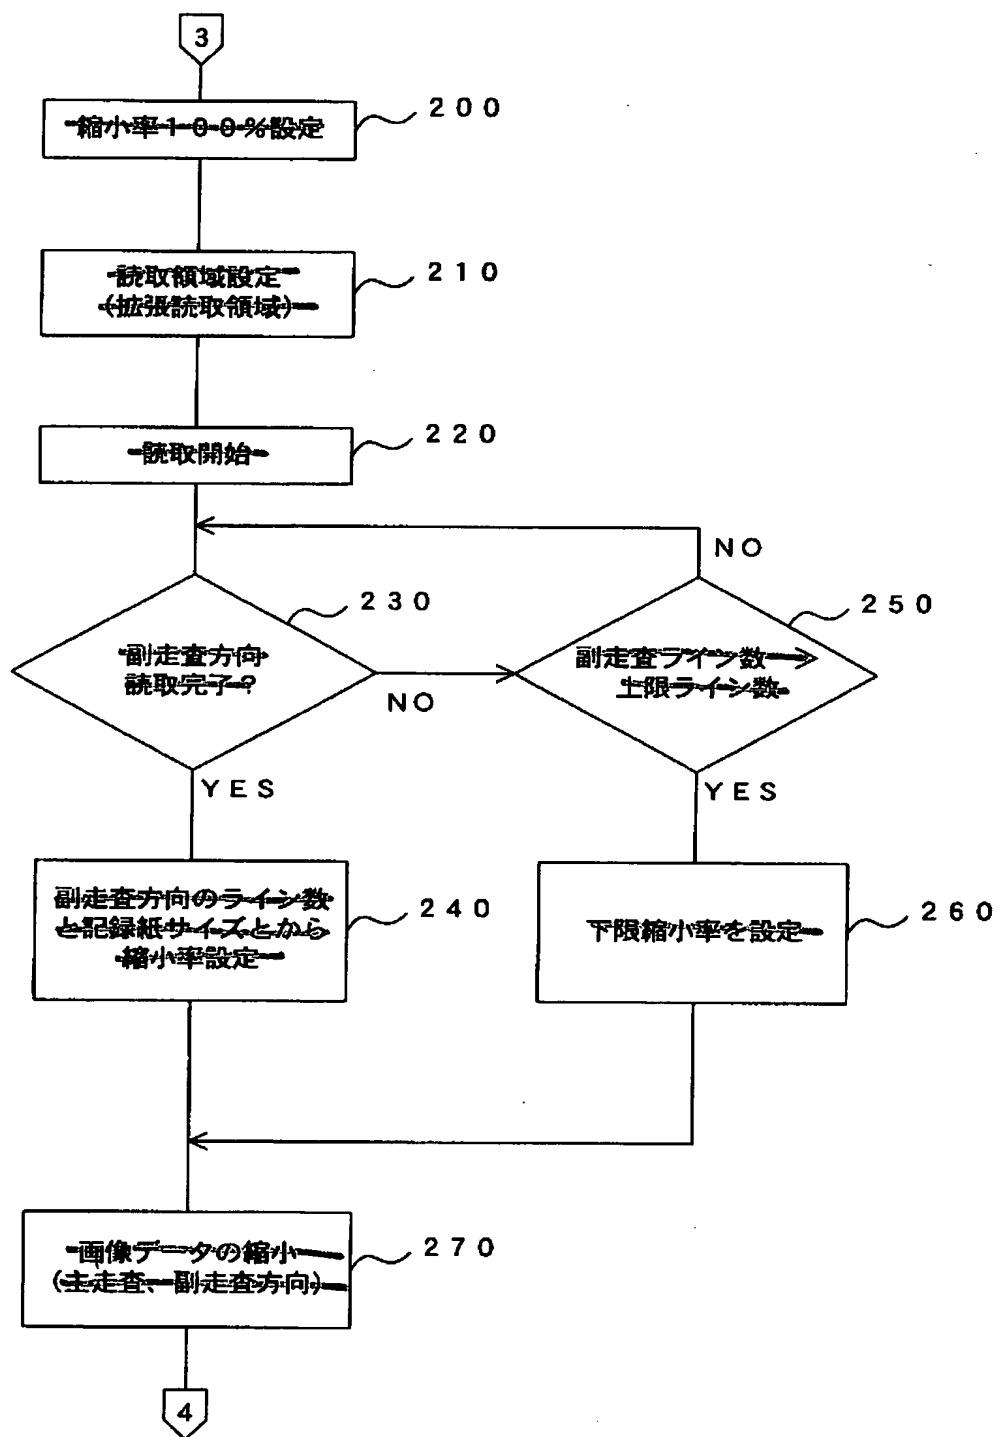 3
縮小率100%設定
200
読取領域設定
(拡張読取領域)
210
読取開始
220
NO
230
250
副走査方向
読取完了?
NO
副走査ライン数 >
上限ライン数
YES
YES
副走査方向のライン数
と記録紙サイズとから
縮小率設定
240
下限縮小率を設定
260
画像データの縮小
(主走査、副走査方向)
270
4